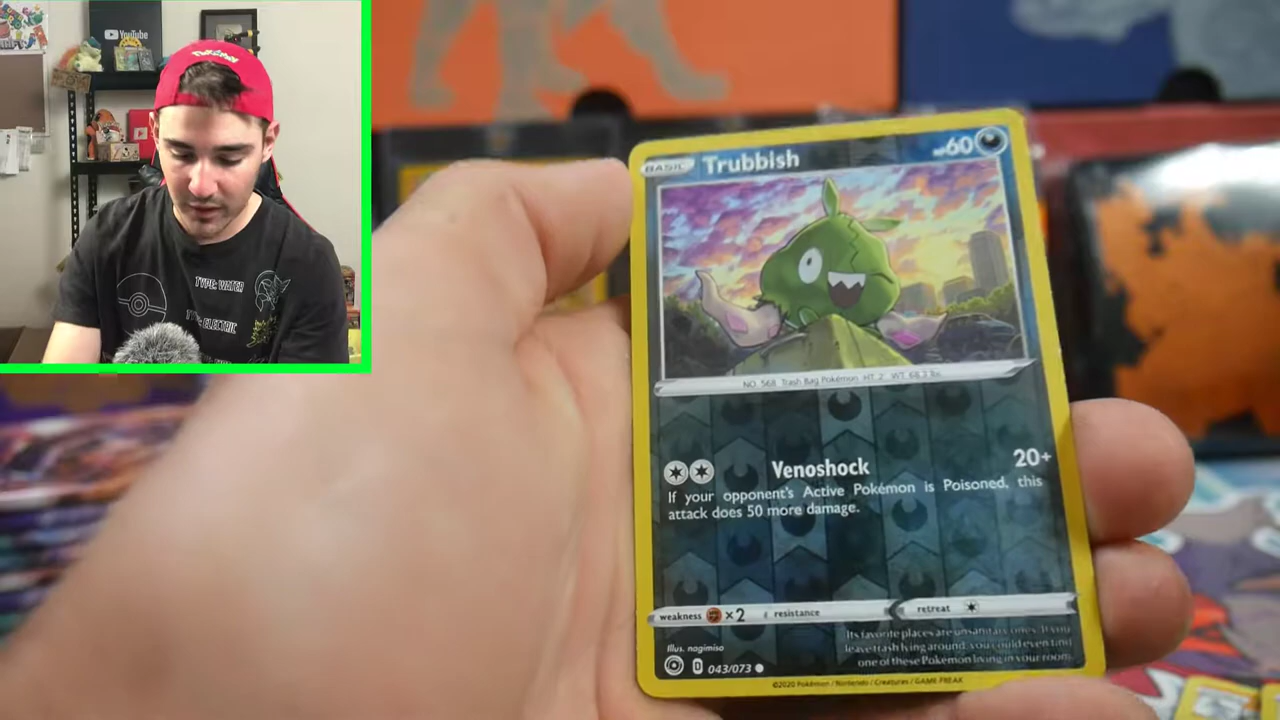 YouTube
TYPE: WATER
TYPE: ELECTRIC
BASIC Trubbish HP60
NO. 568 Trash Bag Pokémon HT: 2' WT: 68.3 lbs.
Venoshock 20+
If your opponent's Active Pokémon is Poisoned, this
attack does 50 more damage.
weakness ×2 resistance retreat
Its favorite places are unsanitary ones. If you
leave trash lying around, you could even find
one of these Pokémon living in your room.
Illus. nagimiso
D 043/073
©2020 Pokémon / Nintendo / Creatures / GAME FREAK